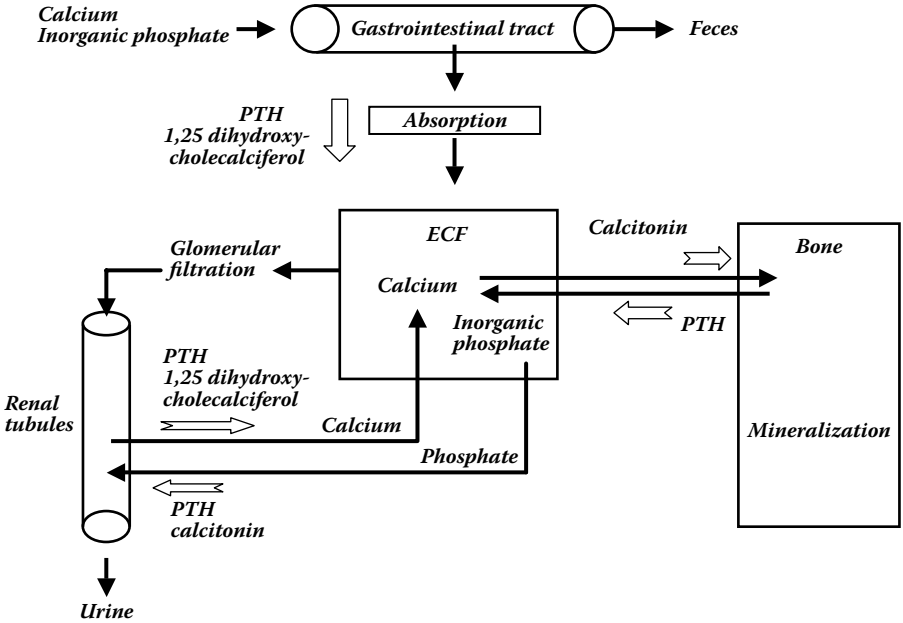 Calcium
Inorganic phosphate
Gastrointestinal tract
Feces
PTH
1,25 dihydroxy-
cholecalciferol
Absorption
ECF
Calcium
Inorganic
phosphate
Calcitonin
PTH
Bone
Mineralization
Glomerular
filtration
Renal
tubules
PTH
1,25 dihydroxy-
cholecalciferol
Calcium
Phosphate
PTH
calcitonin
Urine